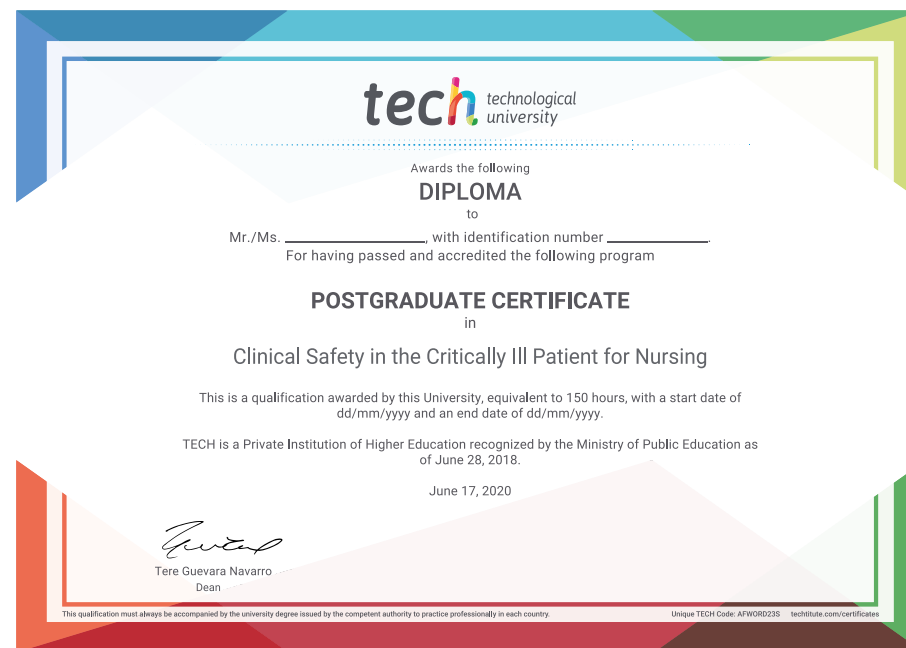 tech technological
university
Awards the following
DIPLOMA
to
Mr./Ms. ____________________, with identification number ______________.
For having passed and accredited the following program
POSTGRADUATE CERTIFICATE
in
Clinical Safety in the Critically Ill Patient for Nursing
This is a qualification awarded by this University, equivalent to 150 hours, with a start date of
dd/mm/yyyy and an end date of dd/mm/yyyy.
TECH is a Private Institution of Higher Education recognized by the Ministry of Public Education as
of June 28, 2018.
June 17, 2020
Tere Guevara Navarro
Dean
This qualification must always be accompanied by the university degree issued by the competent authority to practice professionally in each country. Unique TECH Code: AFWORD23S techtitute.com/certificates